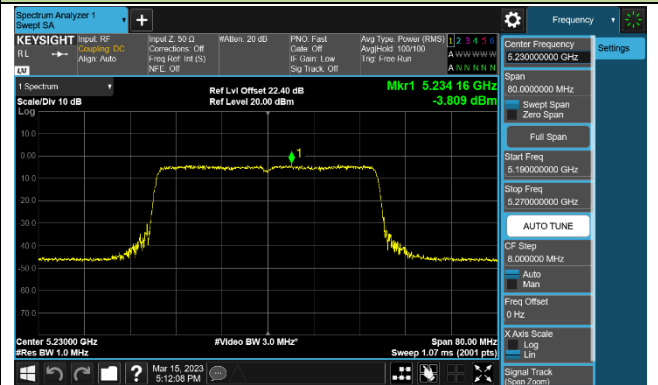 Spectrum Analyzer 1
Swept SA
Frequency
KEYSIGHT
RL
LXI
Input: RF
Coupling: DC
Align: Auto
Input Z: 50 Ω
Corrections: Off
Freq Ref: Int (S)
NFE: Off
#Atten: 20 dB
PNO: Fast
Gate: Off
IF Gain: Low
Sig Track: Off
Avg Type: Power (RMS)
Avg|Hold: 100/100
Trig: Free Run
1 2 3 4 5 6
A W W W W W
A N N N N N
1 Spectrum
Scale/Div 10 dB
Log
Ref Lvl Offset 22.40 dB
Ref Level 20.00 dBm
Mkr1 5.234 16 GHz
-3.809 dBm
10.0
0.00
-10.0
-20.0
-30.0
-40.0
-50.0
-60.0
-70.0
1
Center 5.23000 GHz
#Res BW 1.0 MHz
#Video BW 3.0 MHz*
Span 80.00 MHz
Sweep 1.07 ms (2001 pts)
Mar 15, 2023
5:12:08 PM
?
Center Frequency
5.230000000 GHz
Settings
Span
80.0000000 MHz
Swept Span
Zero Span
Full Span
Start Freq
5.190000000 GHz
Stop Freq
5.270000000 GHz
AUTO TUNE
CF Step
8.000000 MHz
Auto
Man
Freq Offset
0 Hz
X Axis Scale
Log
Lin
Signal Track
(Span Zoom)